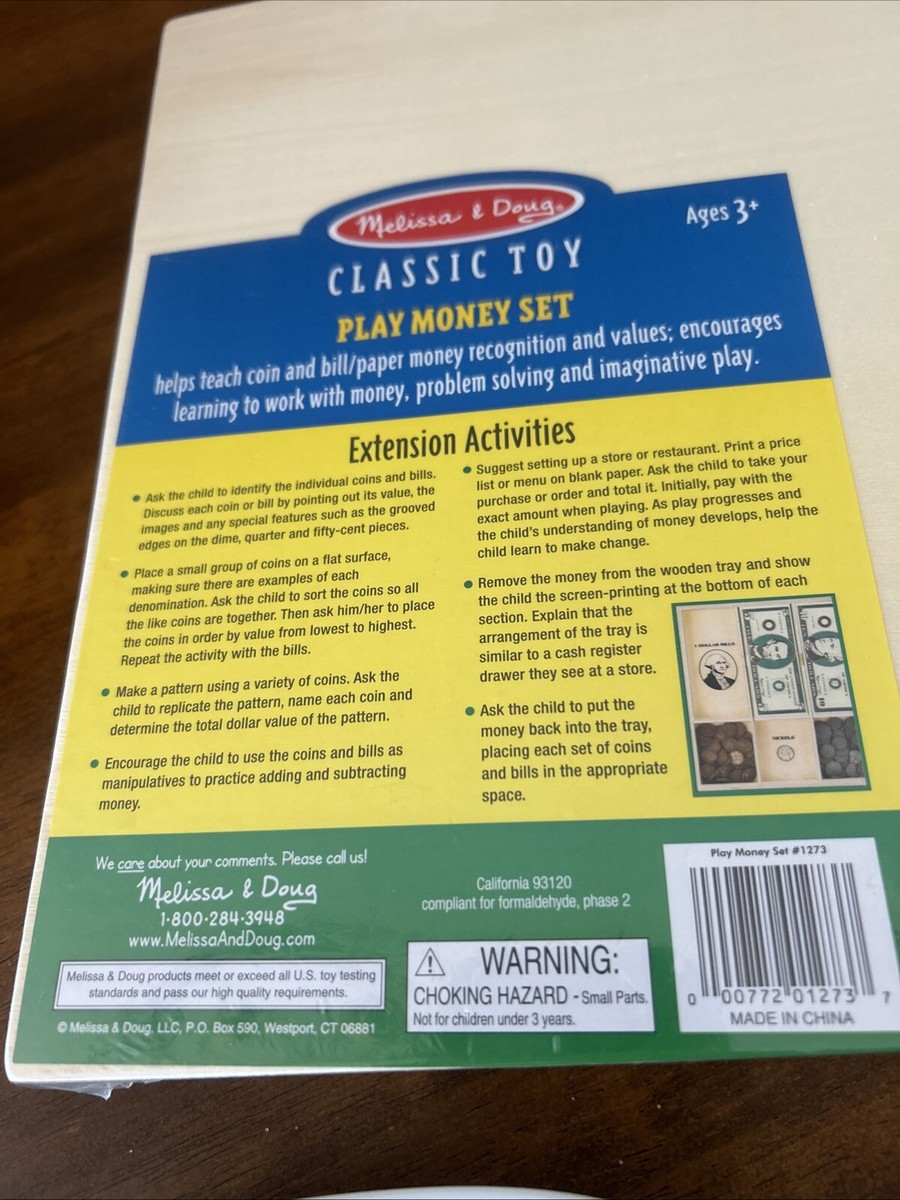 Melissa & Doug®
Ages 3+
CLASSIC TOY
PLAY MONEY SET
helps teach coin and bill/paper money recognition and values; encourages
learning to work with money, problem solving and imaginative play.
Extension Activities
• Ask the child to identify the individual coins and bills.
Discuss each coin or bill by pointing out its value, the
images and any special features such as the grooved
edges on the dime, quarter and fifty-cent pieces.
• Place a small group of coins on a flat surface,
making sure there are examples of each
denomination. Ask the child to sort the coins so all
the like coins are together. Then ask him/her to place
the coins in order by value from lowest to highest.
Repeat the activity with the bills.
• Make a pattern using a variety of coins. Ask the
child to replicate the pattern, name each coin and
determine the total dollar value of the pattern.
• Encourage the child to use the coins and bills as
manipulatives to practice adding and subtracting
money.
• Suggest setting up a store or restaurant. Print a price
list or menu on blank paper. Ask the child to take your
purchase or order and total it. Initially, pay with the
exact amount when playing. As play progresses and
the child's understanding of money develops, help the
child learn to make change.
• Remove the money from the wooden tray and show
the child the screen-printing at the bottom of each
section. Explain that the
arrangement of the tray is
similar to a cash register
drawer they see at a store.
• Ask the child to put the
money back into the tray,
placing each set of coins
and bills in the appropriate
space.
1 DOLLAR BILLS
NICKELS
We care about your comments. Please call us!
Melissa & Doug
1·800·284·3948
www.MelissaAndDoug.com
Melissa & Doug products meet or exceed all U.S. toy testing
standards and pass our high quality requirements.
© Melissa & Doug, LLC, P.O. Box 590, Westport, CT 06881
California 93120
compliant for formaldehyde, phase 2
WARNING:
CHOKING HAZARD - Small Parts.
Not for children under 3 years.
Play Money Set #1273
0 00772 01273 7
MADE IN CHINA